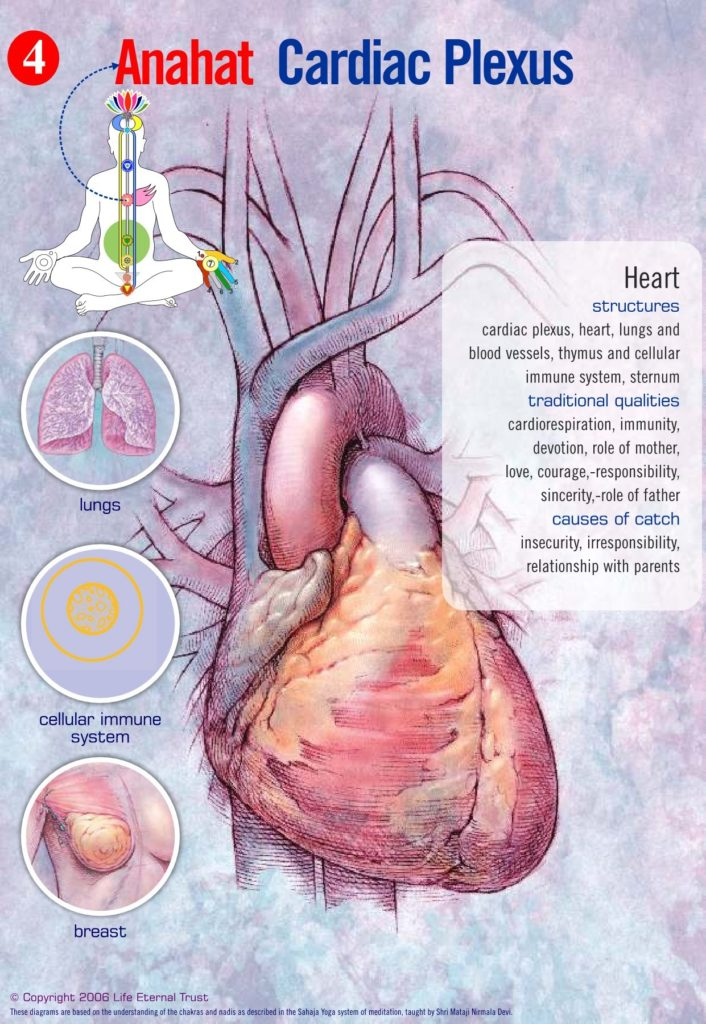 4 Anahat Cardiac Plexus
7
Heart
structures
cardiac plexus, heart, lungs and
blood vessels, thymus and cellular
immune system, sternum
traditional qualities
cardiorespiration, immunity,
devotion, role of mother,
love, courage,-responsibility,
sincerity,-role of father
causes of catch
insecurity, irresponsibility,
relationship with parents
lungs
cellular immune
system
breast
© Copyright 2006 Life Eternal Trust
These diagrams are based on the understanding of the chakras and nadis as described in the Sahaja Yoga system of meditation, taught by Shri Mataji Nirmala Devi.